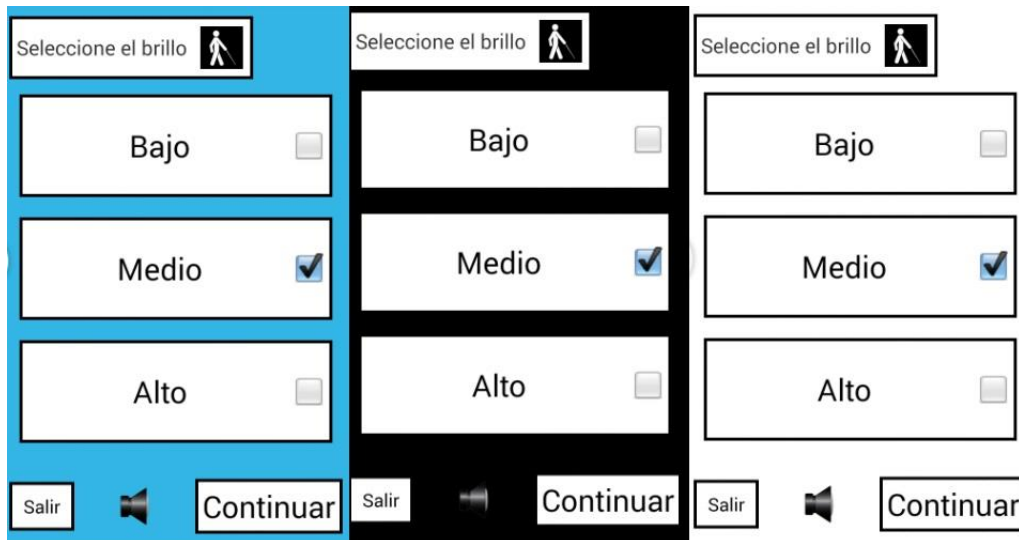 Seleccione el brillo
Bajo
Medio
Alto
Salir
Continuar
Seleccione el brillo
Bajo
Medio
Alto
Salir
Continuar
Seleccione el brillo
Bajo
Medio
Alto
Salir
Continuar